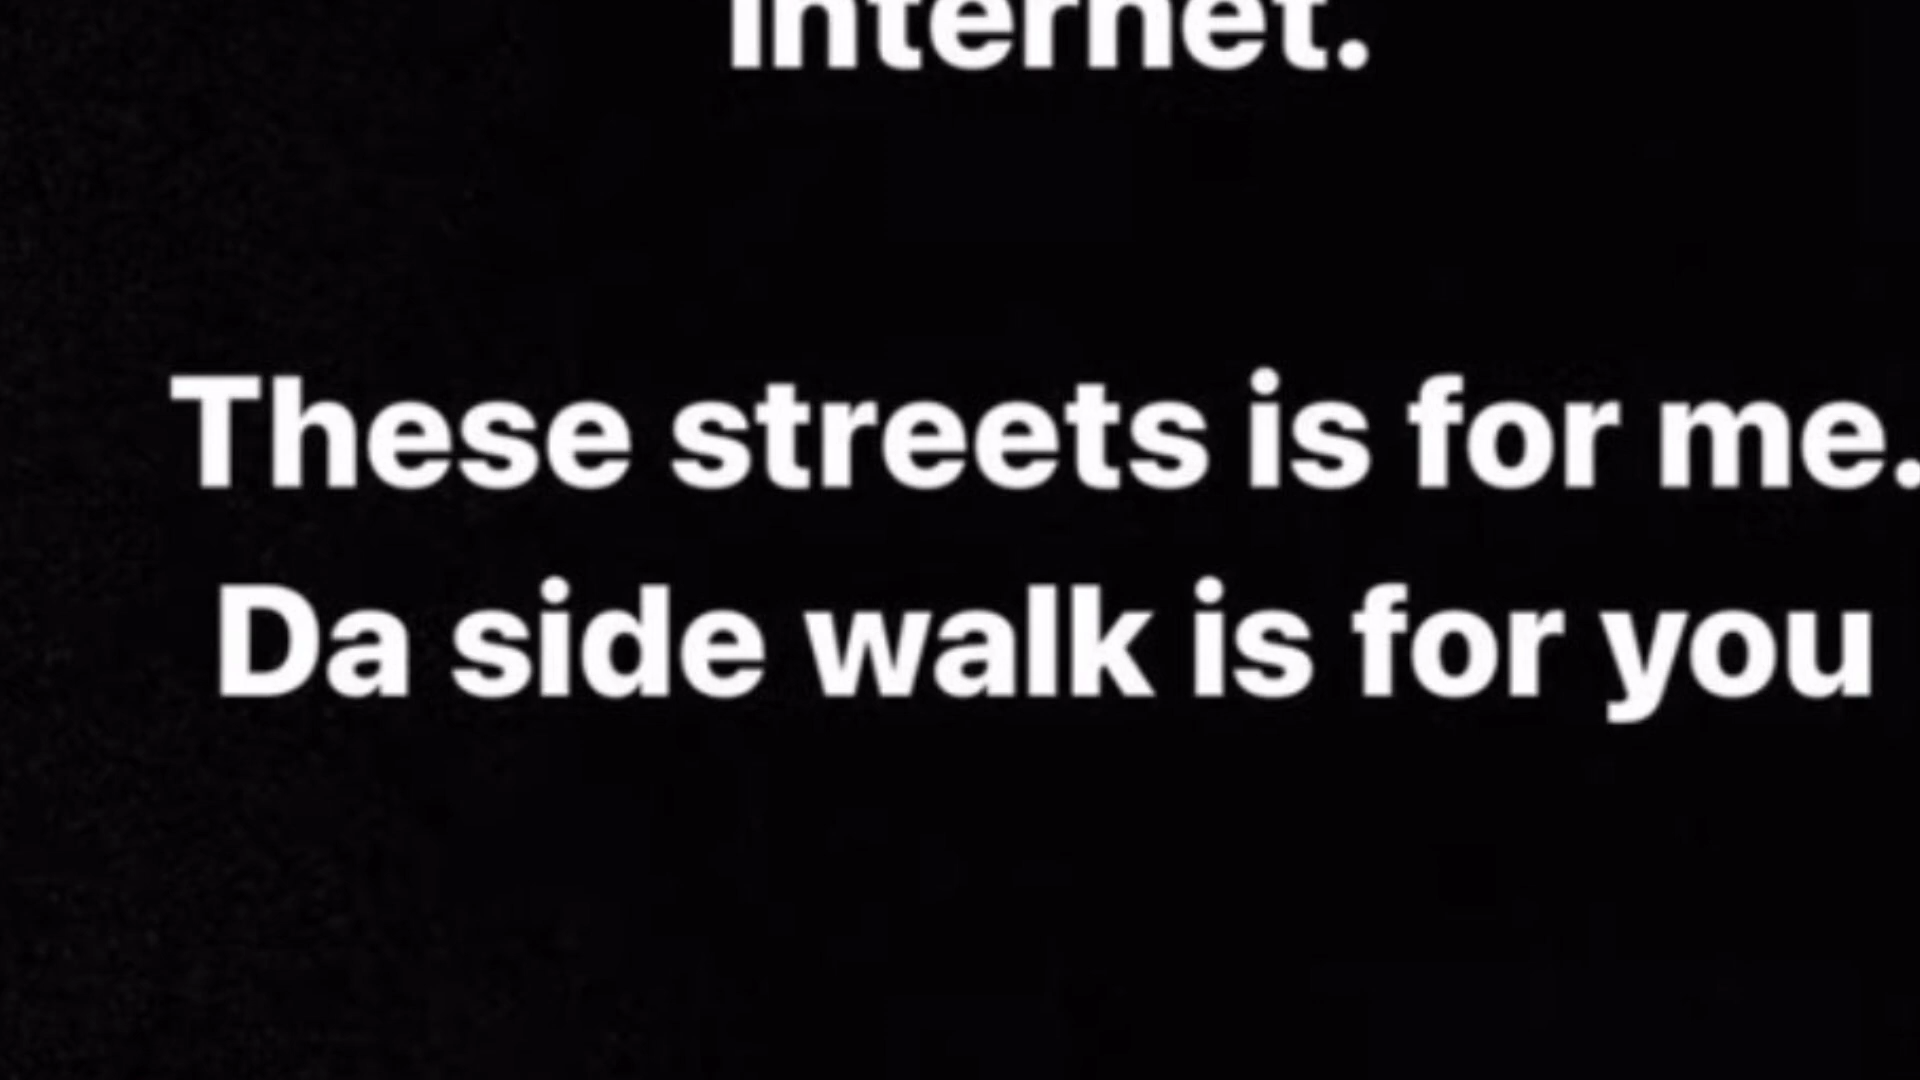 internet.
These streets is for me.
Da side walk is for you